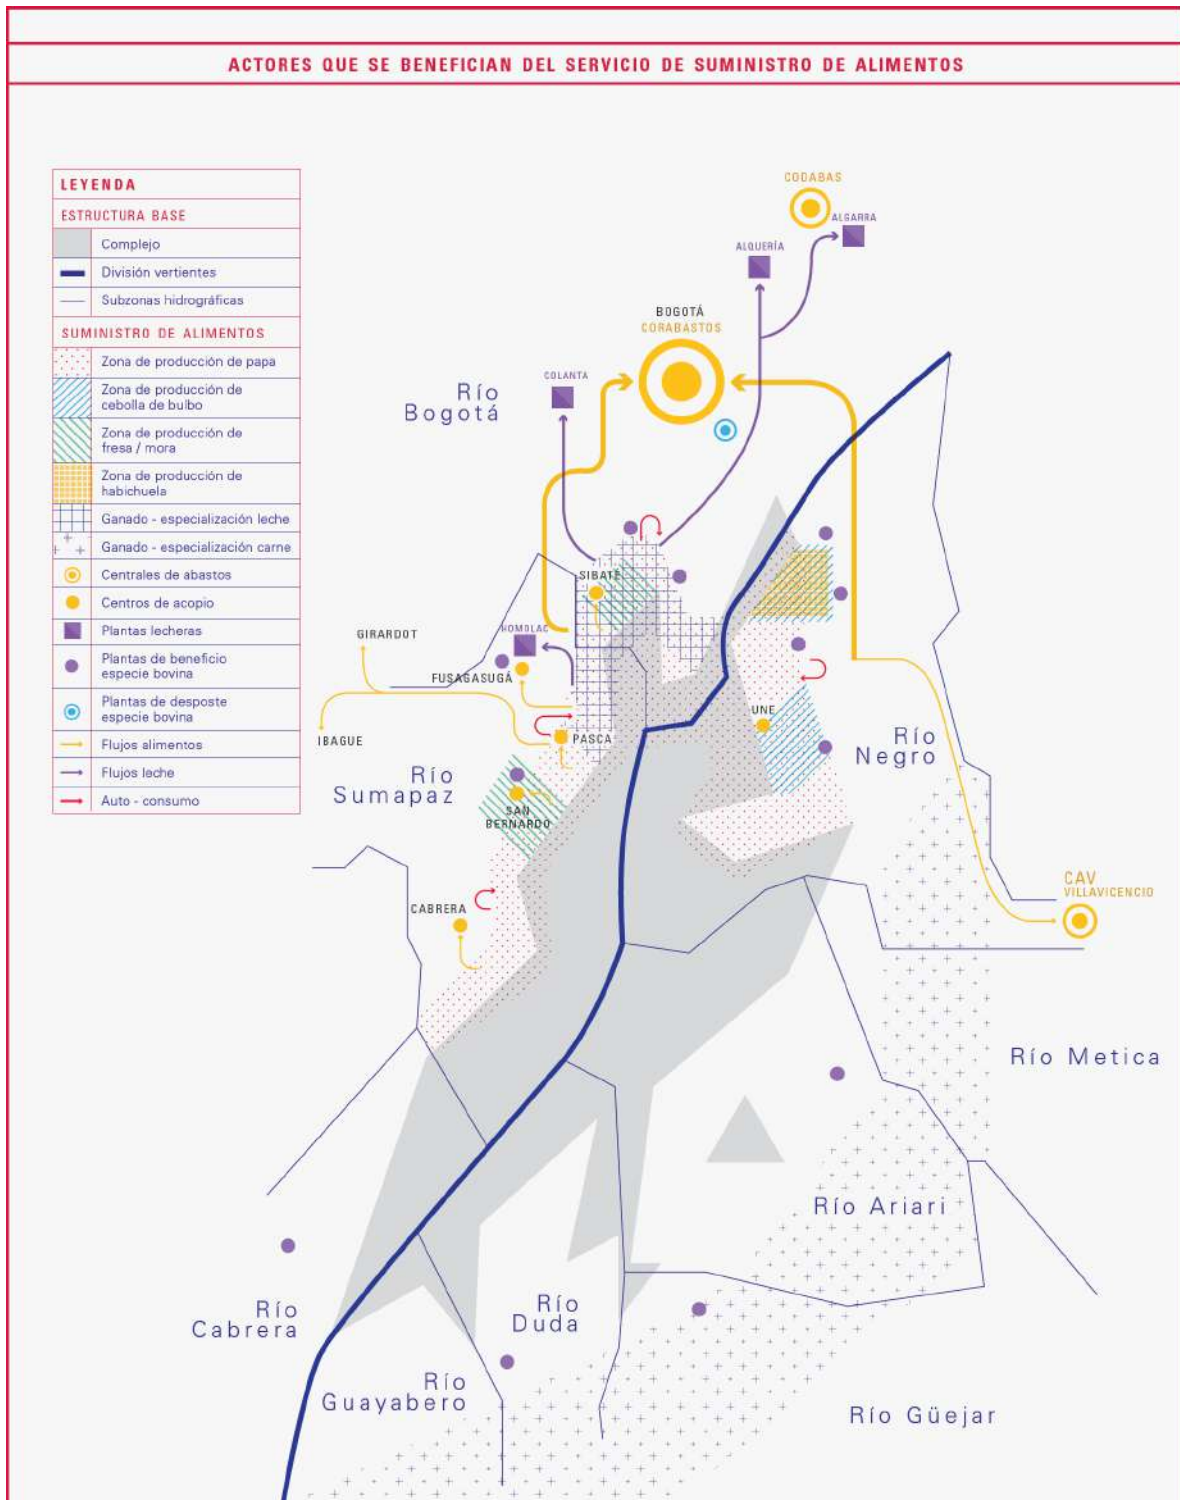 ACTORES QUE SE BENEFICIAN DEL SERVICIO DE SUMINISTRO DE ALIMENTOS
LEYENDA
ESTRUCTURA BASE
Complejo
División vertientes
Subzonas hidrográficas
SUMINISTRO DE ALIMENTOS
Zona de producción de papa
Zona de producción de
cebolla de bulbo
Zona de producción de
fresa / mora
Zona de producción de
habichuela
Ganado - especialización leche
Ganado - especialización carne
Centrales de abastos
Centros de acopio
Plantas lecheras
Plantas de beneficio
especie bovina
Plantas de desposte
especie bovina
Flujos alimentos
Flujos leche
Auto - consumo
CODABAS
ALGARRA
ALQUERÍA
BOGOTÁ
CORABASTOS
COLANTA
Río
Bogotá
SIBATÉ
HOMOLAC
GIRARDOT
FUSAGASUGÁ
IBAGUE
PASCA
UNE
Río
Negro
Río
Sumapaz
SAN
BERNARDO
CABRERA
CAV
VILLAVICENCIO
Río Metica
Río Ariari
Río
Cabrera
Río
Duda
Río
Guayabero
Río Güejar